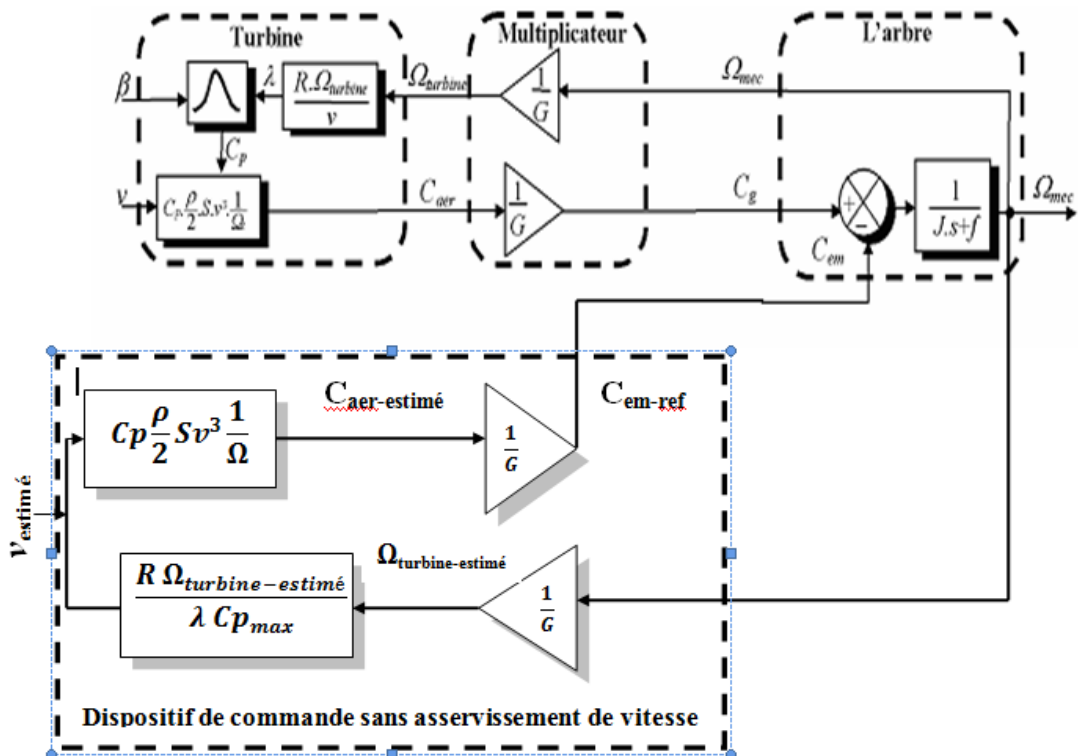 Turbine
Multiplicateur
L'arbre
β
λ
R.Ω_turbine
v
Ω_turbine
1
G
Ω_mec
C_p
v
C_p.ρ/2.S.v³.1/Ω
C_aer
1
G
C_g
+
−
C_em
1
J.s+f
Ω_mec
C_aer-estimé
C_em-ref
Cp ρ/2 Sv³ 1/Ω
1
G
v_estimé
Ω_turbine-estimé
R Ω_turbine−estimé
λ Cp_max
1
G
Dispositif de commande sans asservissement de vitesse